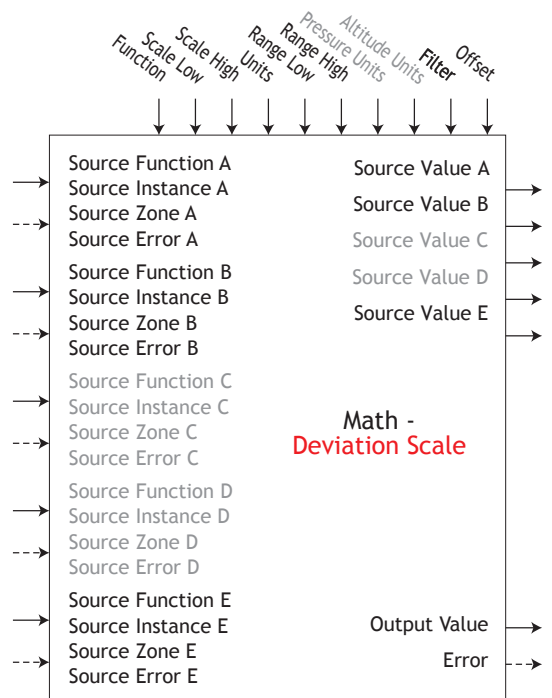 Function
Scale Low
Scale High
Units
Range Low
Range High
Pressure Units
Altitude Units
Filter
Offset
Source Function A
Source Instance A
Source Zone A
Source Error A
Source Function B
Source Instance B
Source Zone B
Source Error B
Source Function C
Source Instance C
Source Zone C
Source Error C
Source Function D
Source Instance D
Source Zone D
Source Error D
Source Function E
Source Instance E
Source Zone E
Source Error E
Source Value A
Source Value B
Source Value C
Source Value D
Source Value E
Math -
Deviation Scale
Output Value
Error